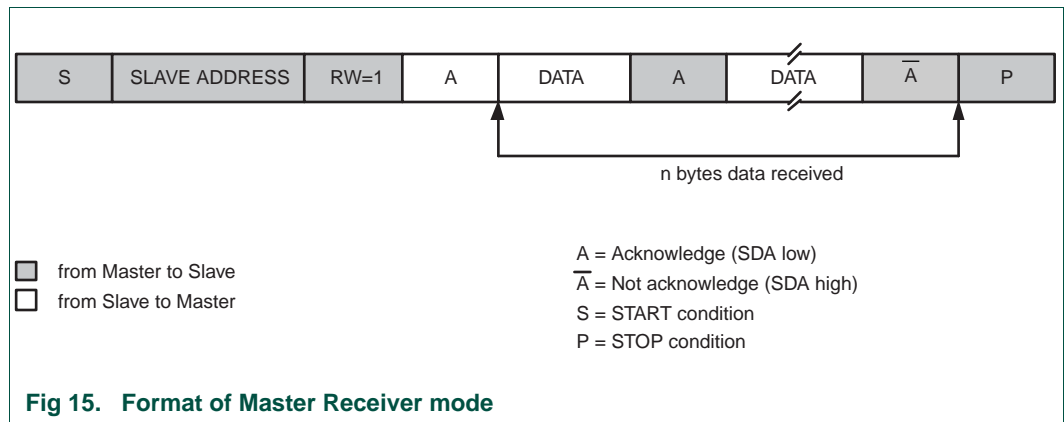 S SLAVE ADDRESS RW=1 A DATA A DATA A̅ P
n bytes data received
from Master to Slave
from Slave to Master
A = Acknowledge (SDA low)
A̅ = Not acknowledge (SDA high)
S = START condition
P = STOP condition
Fig 15. Format of Master Receiver mode